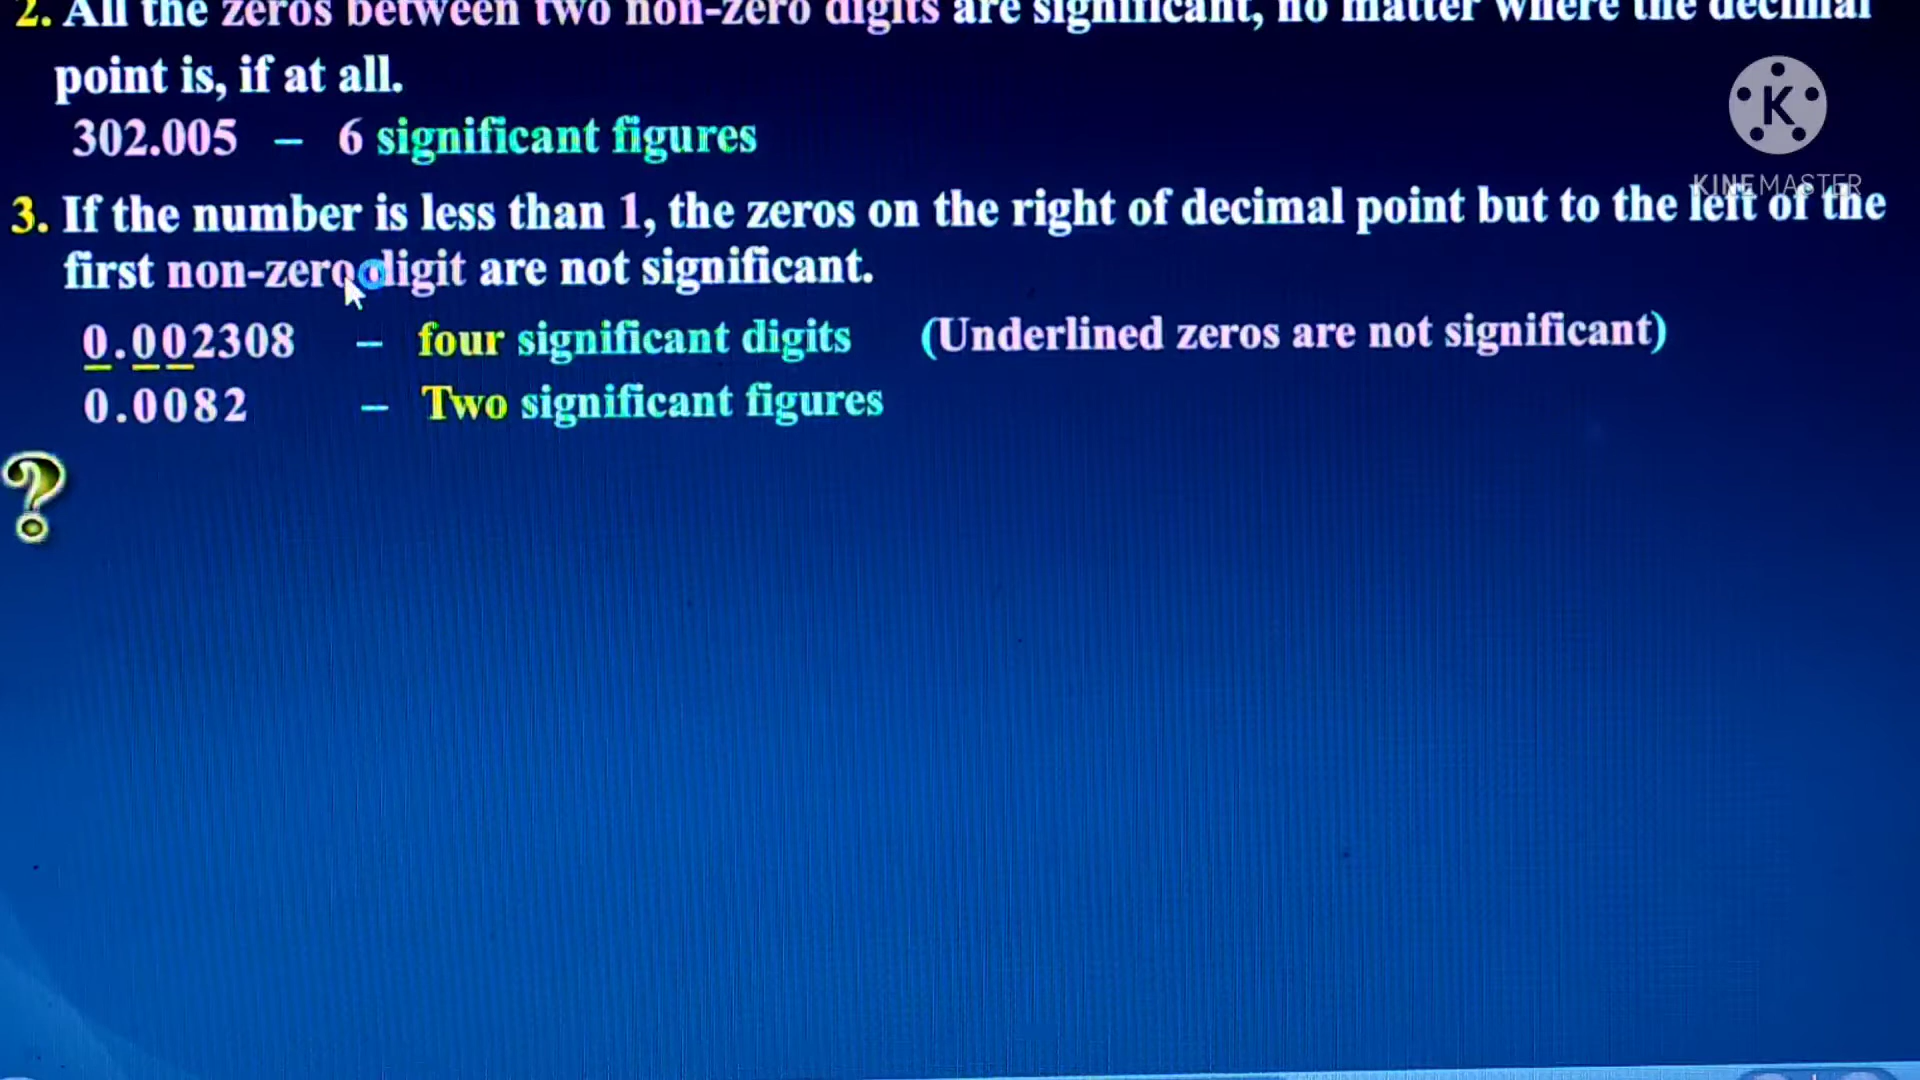 2. All the zeros between two non-zero digits are significant, no matter where the decimal
point is, if at all.
302.005 – 6 significant figures
K
KINEMASTER
3. If the number is less than 1, the zeros on the right of decimal point but to the left of the
first non-zero digit are not significant.
0.002308 – four significant digits (Underlined zeros are not significant)
0.0082 – Two significant figures
?